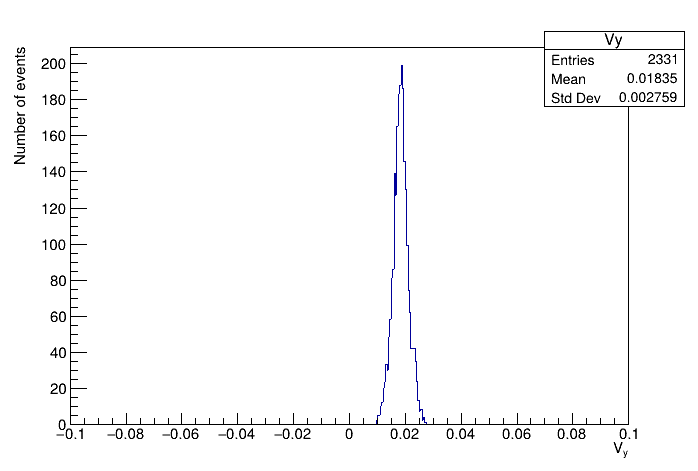 Vy
Entries 2331
Mean 0.01835
Std Dev 0.002759
Number of events
200
180
160
140
120
100
80
60
40
20
0
−0.1 −0.08 −0.06 −0.04 −0.02 0 0.02 0.04 0.06 0.08 0.1
Vy